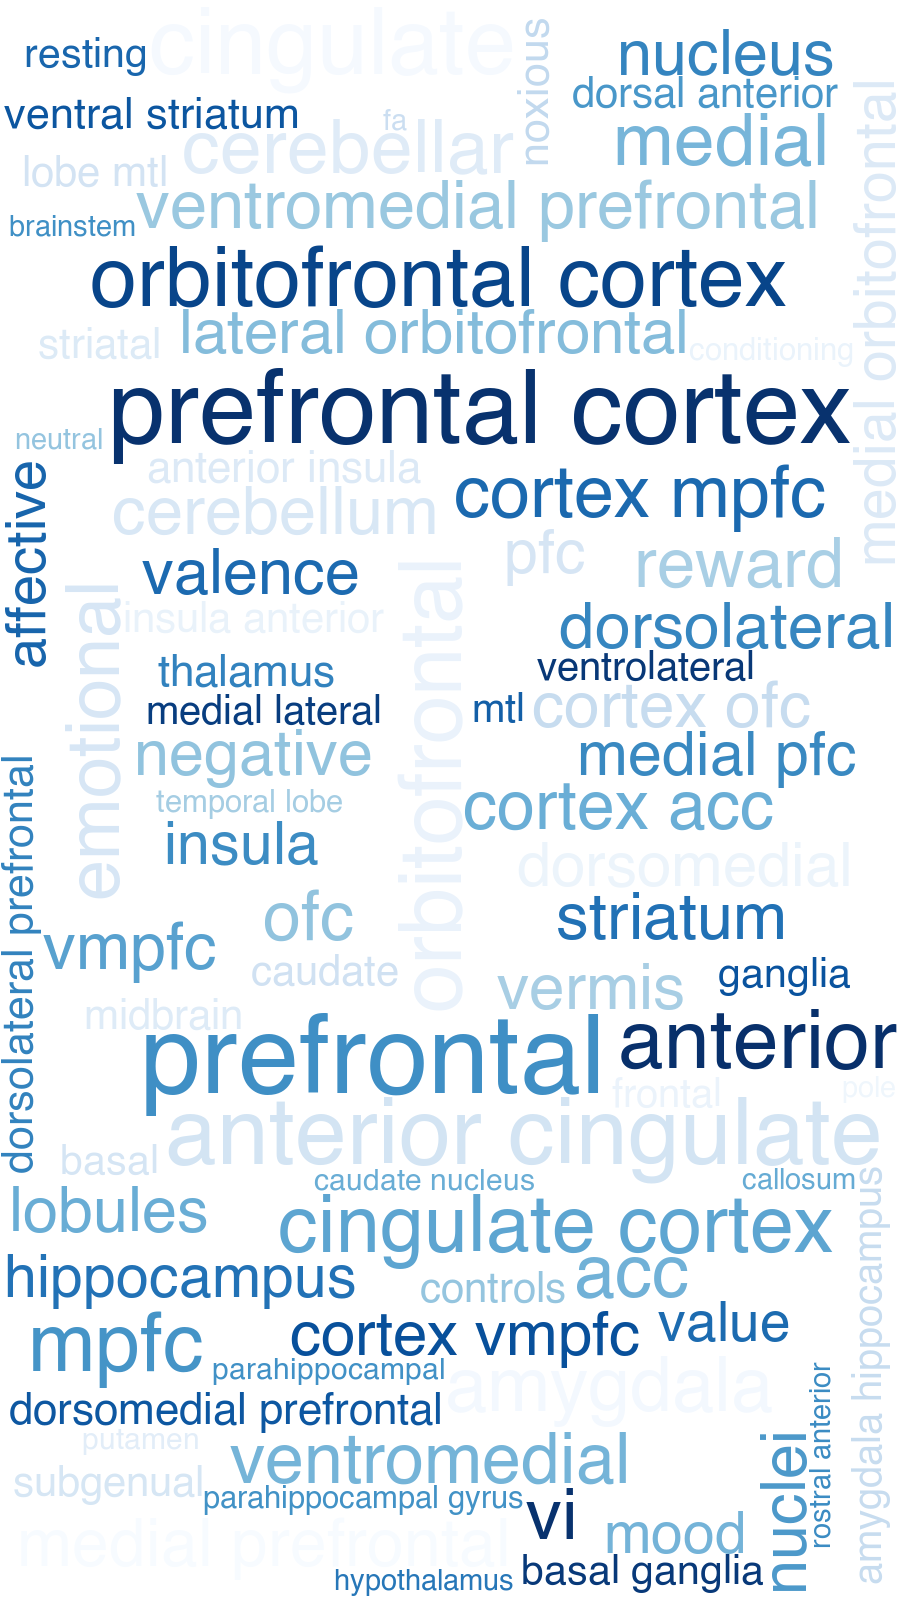 cingulate
resting
noxious
nucleus
dorsal anterior
ventral striatum
fa
medial
cerebellar
lobe mtl
medial orbitofrontal
ventromedial prefrontal
brainstem
orbitofrontal cortex
lateral orbitofrontal
striatal
conditioning
prefrontal cortex
neutral
anterior insula
affective
cortex mpfc
cerebellum
pfc
reward
valence
emotional
insula anterior
orbitofrontal
dorsolateral
thalamus
ventrolateral
medial lateral
mtl
cortex ofc
negative
medial pfc
dorsolateral prefrontal
temporal lobe
cortex acc
insula
dorsomedial
ofc
striatum
vmpfc
caudate
vermis
ganglia
midbrain
prefrontal
anterior
frontal
pole
anterior cingulate
basal
caudate nucleus
callosum
amygdala hippocampus
lobules
cingulate cortex
hippocampus
controls
acc
mpfc
cortex vmpfc
value
parahippocampal
amygdala
rostral anterior
dorsomedial prefrontal
putamen
ventromedial
nuclei
subgenual
parahippocampal gyrus
vi
mood
medial prefrontal
hypothalamus
basal ganglia